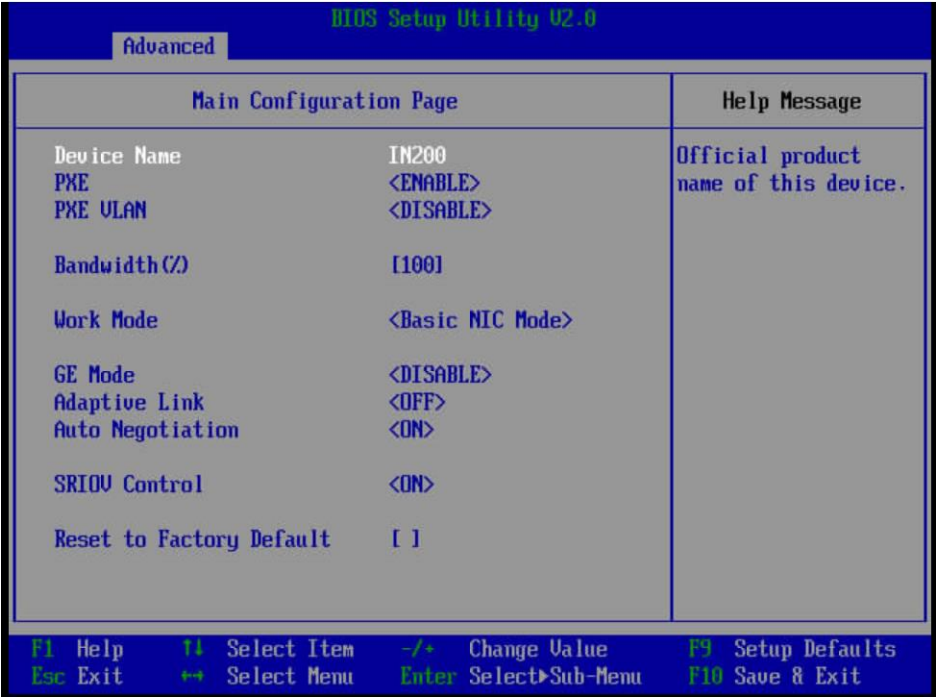 BIOS Setup Utility V2.0
Advanced
Main Configuration Page
Help Message
Device Name IN200
Official product
name of this device.
PXE <ENABLE>
PXE VLAN <DISABLE>
Bandwidth(%) [100]
Work Mode <Basic NIC Mode>
GE Mode <DISABLE>
Adaptive Link <OFF>
Auto Negotiation <ON>
SRIOV Control <ON>
Reset to Factory Default [ ]
F1 Help ↑↓ Select Item -/+ Change Value F9 Setup Defaults
Esc Exit ←→ Select Menu Enter Select▶Sub-Menu F10 Save & Exit